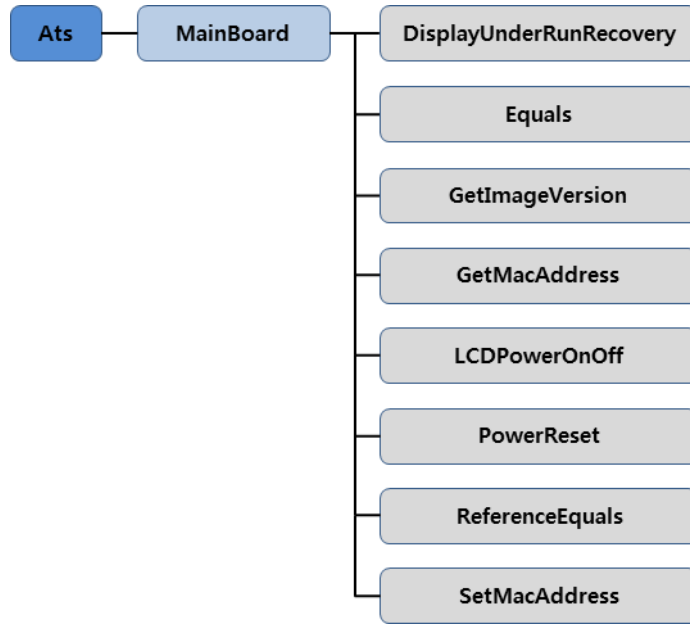 Ats
MainBoard
DisplayUnderRunRecovery
Equals
GetImageVersion
GetMacAddress
LCDPowerOnOff
PowerReset
ReferenceEquals
SetMacAddress